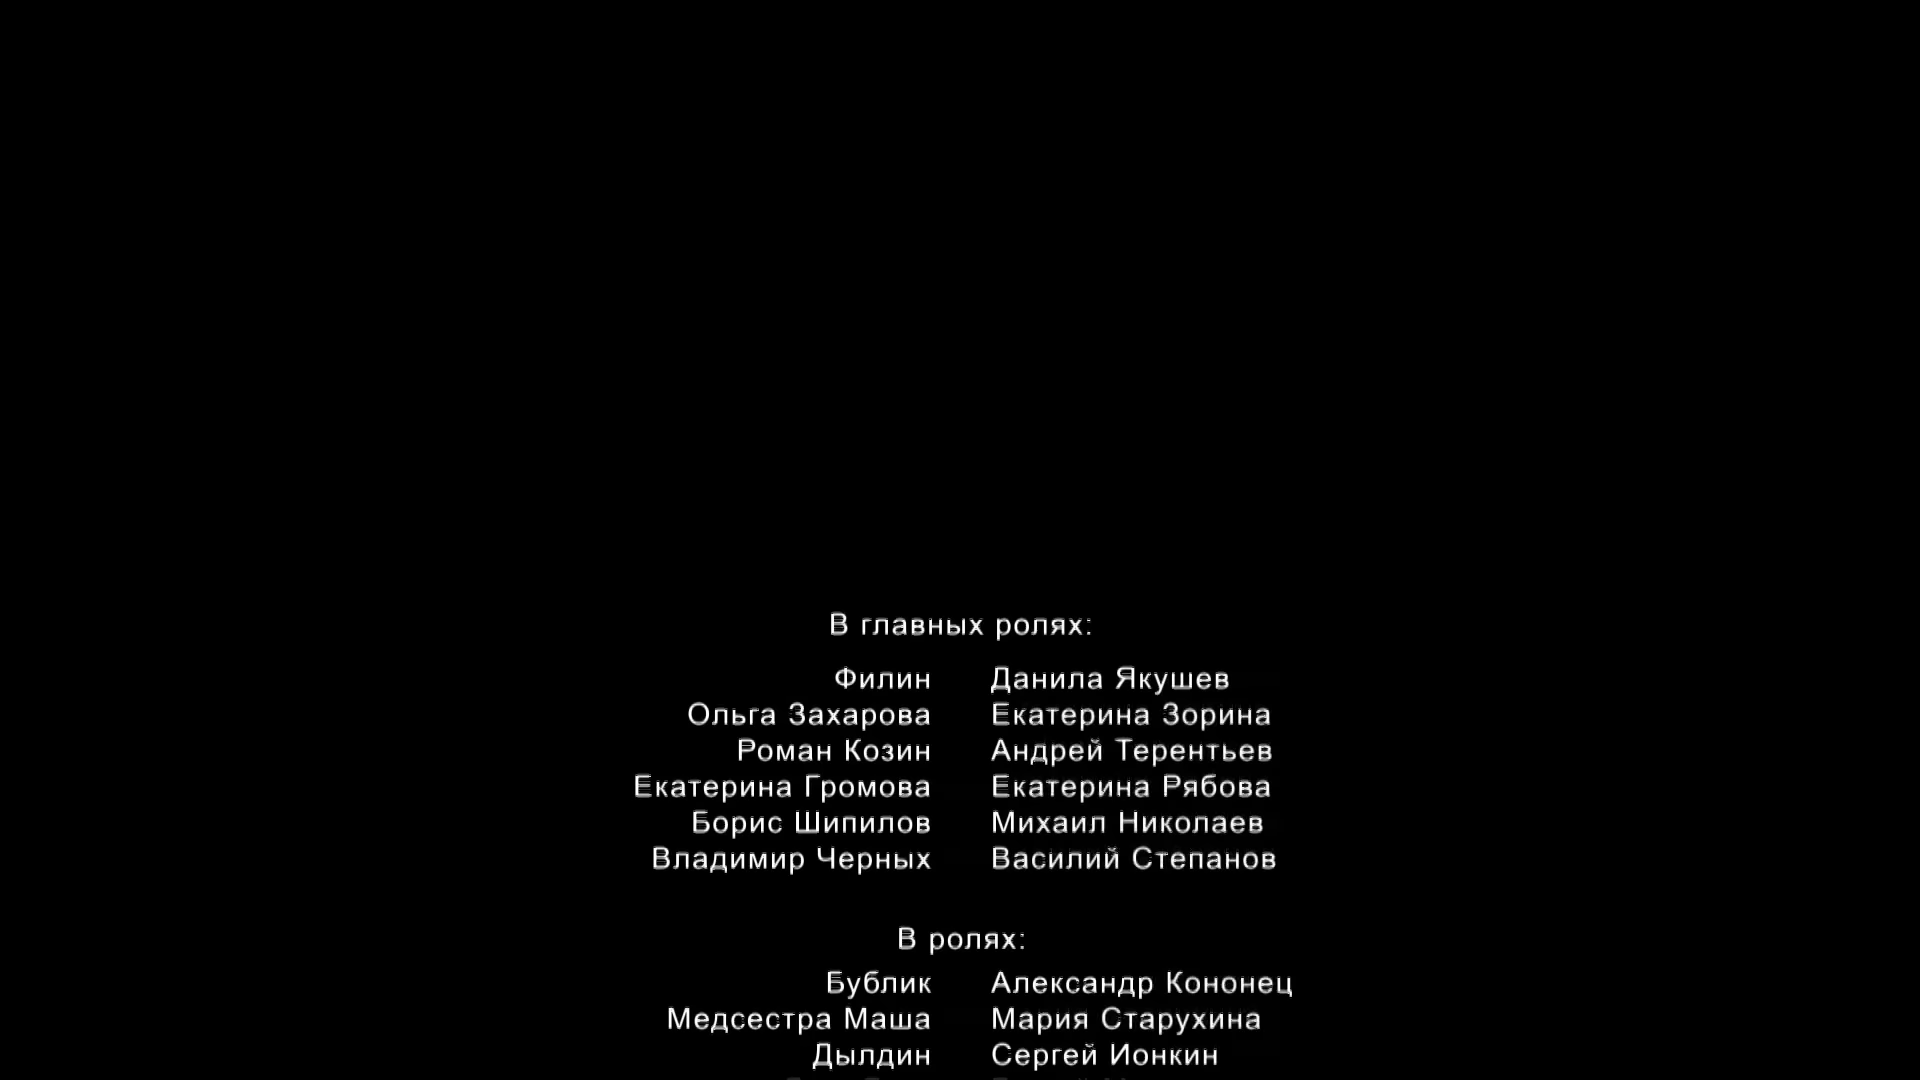 В главных ролях:
Филин Данила Якушев
Ольга Захарова Екатерина Зорина
Роман Козин Андрей Терентьев
Екатерина Громова Екатерина Рябова
Борис Шипилов Михаил Николаев
Владимир Черных Василий Степанов
В ролях:
Бублик Александр Кононец
Медсестра Маша Мария Старухина
Дылдин Сергей Ионкин